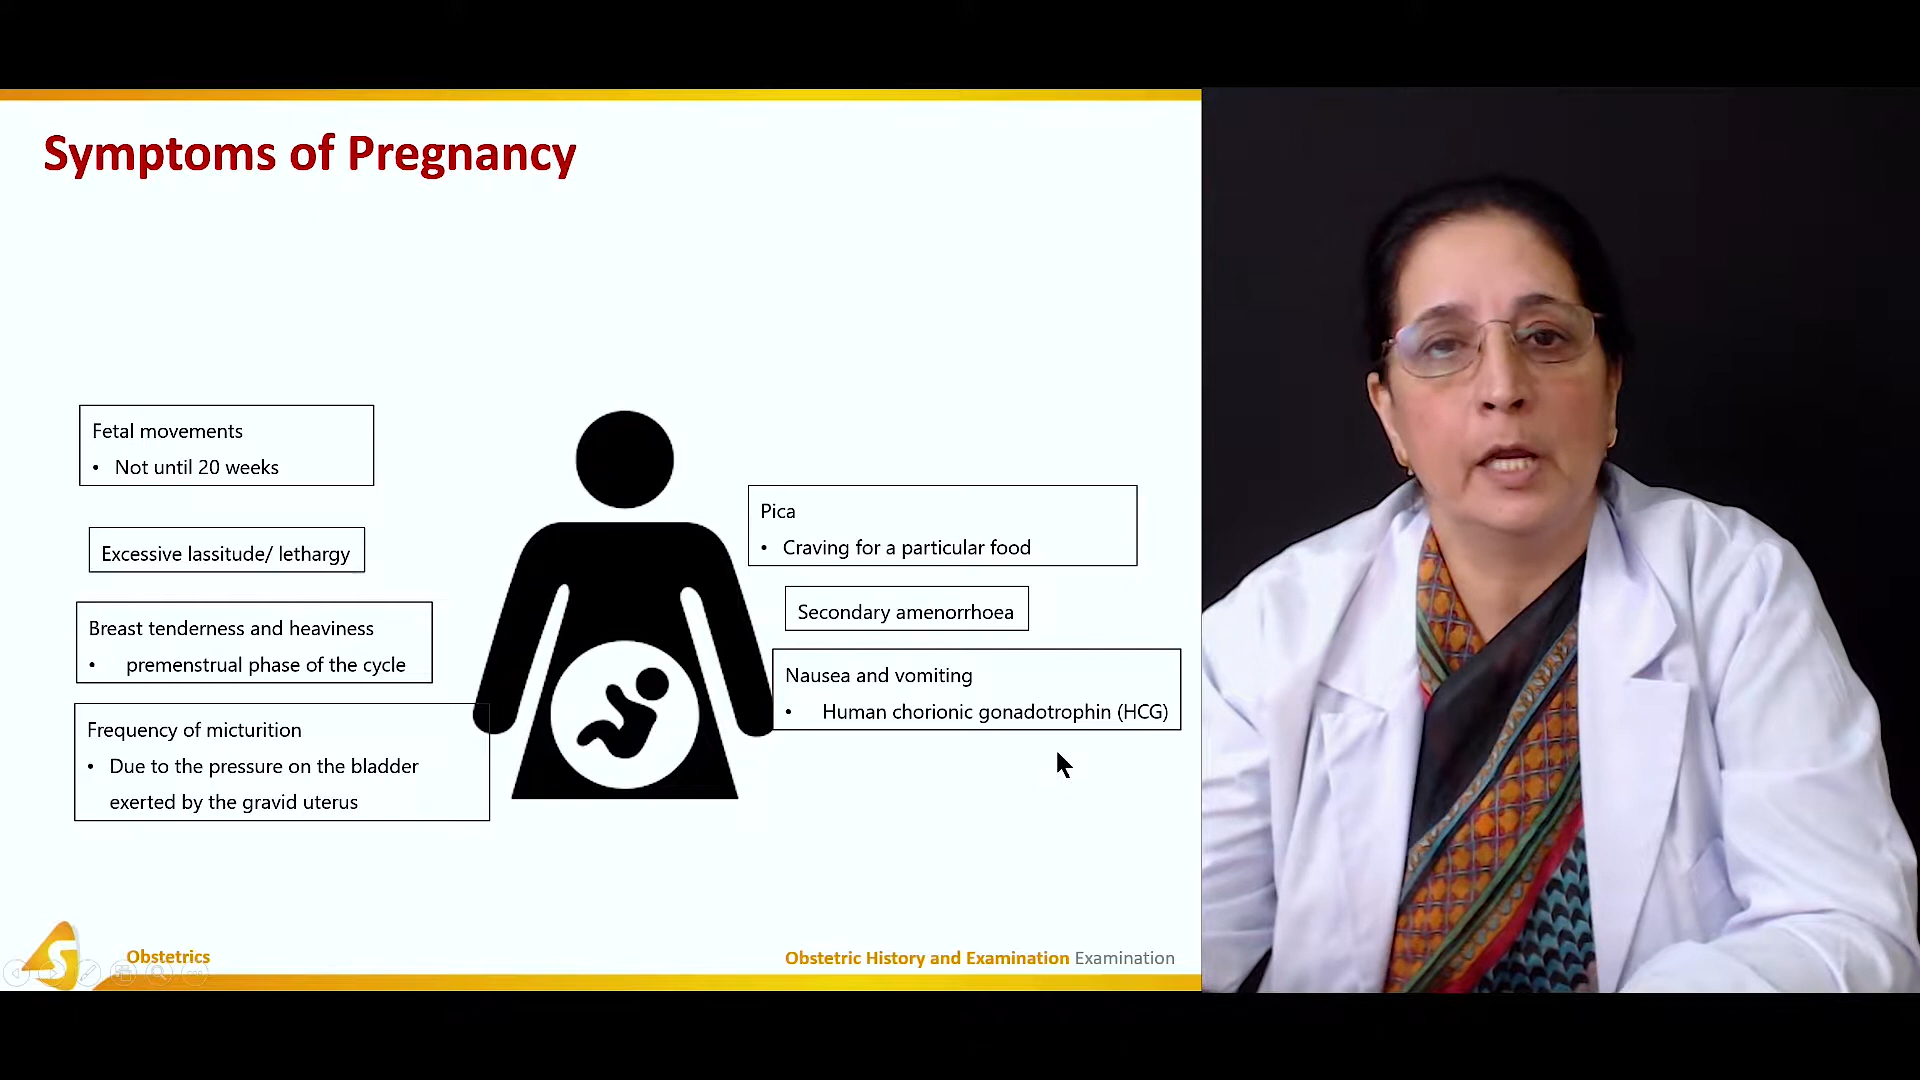 Symptoms of Pregnancy
Fetal movements
• Not until 20 weeks
Excessive lassitude/ lethargy
Breast tenderness and heaviness
• premenstrual phase of the cycle
Frequency of micturition
• Due to the pressure on the bladder
exerted by the gravid uterus
Pica
• Craving for a particular food
Secondary amenorrhoea
Nausea and vomiting
• Human chorionic gonadotrophin (HCG)
S
Obstetrics
Obstetric History and Examination Examination